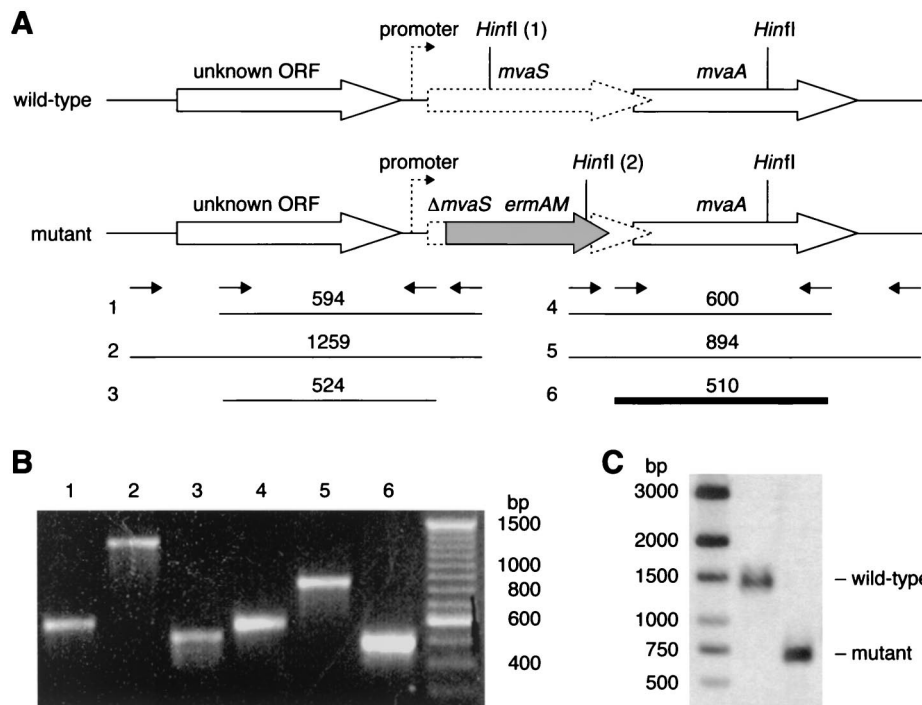 A
promoter
HinfI (1)
HinfI
unknown ORF
mvaS
mvaA
wild-type
promoter
HinfI (2)
HinfI
unknown ORF
ΔmvaS ermAM
mvaA
mutant
1 594 4 600
2 1259 5 894
3 524 6 510
B
1 2 3 4 5 6
bp
1500
1000
800
600
400
C
bp
3000
2000
1500
1000
750
500
– wild-type
– mutant